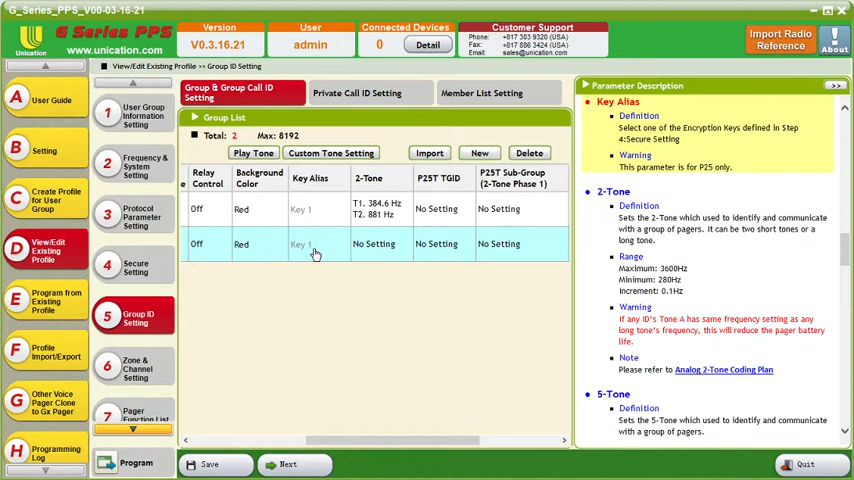 G_Series_PPS_V00-03-16-21
Unication
G Series PPS
www.unication.com
Version
V0.3.16.21
User
admin
Connected Devices
0
Detail
Customer Support
Phone: +817 303 9320 (USA)
Fax: +817 886 3424 (USA)
Email: sales@unication.com
Import Radio
Reference
!
About
View/Edit Existing Profile >> Group ID Setting
A
User Guide
B
Setting
C
Create Profile
for User
Group
D
View/Edit
Existing
Profile
E
Program from
Existing
Profile
F
Profile
Import/Export
G
Other Voice
Pager Clone
to Gx Pager
H
Programming
Log
1
User Group
Information
Setting
2
Frequency &
System
Setting
3
Protocol
Parameter
Setting
4
Secure
Setting
5
Group ID
Setting
6
Zone &
Channel
Setting
7
Pager
Function List
Program
Group & Group Call ID
Setting
Private Call ID Setting
Member List Setting
Group List
Total: 2 Max: 8192
Play Tone
Custom Tone Setting
Import
New
Delete
e
Relay
Control
Background
Color
Key Alias
2-Tone
P25T TGID
P25T Sub-Group
(2-Tone Phase 1)
Off
Red
Key 1
T1. 384.6 Hz
T2. 881 Hz
No Setting
No Setting
Off
Red
Key 1
No Setting
No Setting
No Setting
Save
Next
Parameter Description
>>
Key Alias
Definition
Select one of the Encryption Keys defined in Step
4:Secure Setting
Warning
This parameter is for P25 only.
2-Tone
Definition
Sets the 2-Tone which used to identify and communicate
with a group of pagers. It can be two short tones or a
long tone.
Range
Maximum: 3600Hz
Minimum: 280Hz
Increment: 0.1Hz
Warning
If any ID's Tone A has same frequency setting as any
long tone's frequency, this will reduce the pager battery
life.
Note
Please refer to Analog 2-Tone Coding Plan
5-Tone
Definition
Sets the 5-Tone which used to identify and communicate
with a group of pagers.
Quit